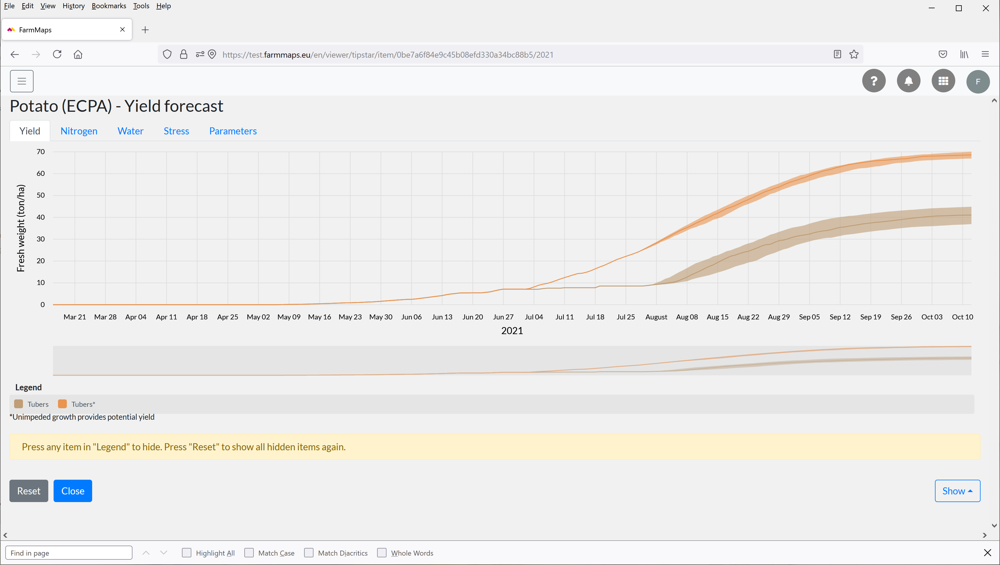 File Edit View History Bookmarks Tools Help
FarmMaps
https://test.farmmaps.eu/en/viewer/tipstar/item/0be7a6f84e9c45b08efd330a34bc88b5/2021
?
F
Potato (ECPA) - Yield forecast
Yield Nitrogen Water Stress Parameters
Fresh weight (ton/ha)
70
60
50
40
30
20
10
0
Mar 21 Mar 28 Apr 04 Apr 11 Apr 18 Apr 25 May 02 May 09 May 16 May 23 May 30 Jun 06 Jun 13 Jun 20 Jun 27 Jul 04 Jul 11 Jul 18 Jul 25 August Aug 08 Aug 15 Aug 22 Aug 29 Sep 05 Sep 12 Sep 19 Sep 26 Oct 03 Oct 10
2021
Legend
Tubers Tubers*
*Unimpeded growth provides potential yield
Press any item in "Legend" to hide. Press "Reset" to show all hidden items again.
Reset Close Show
Find in page Highlight All Match Case Match Diacritics Whole Words